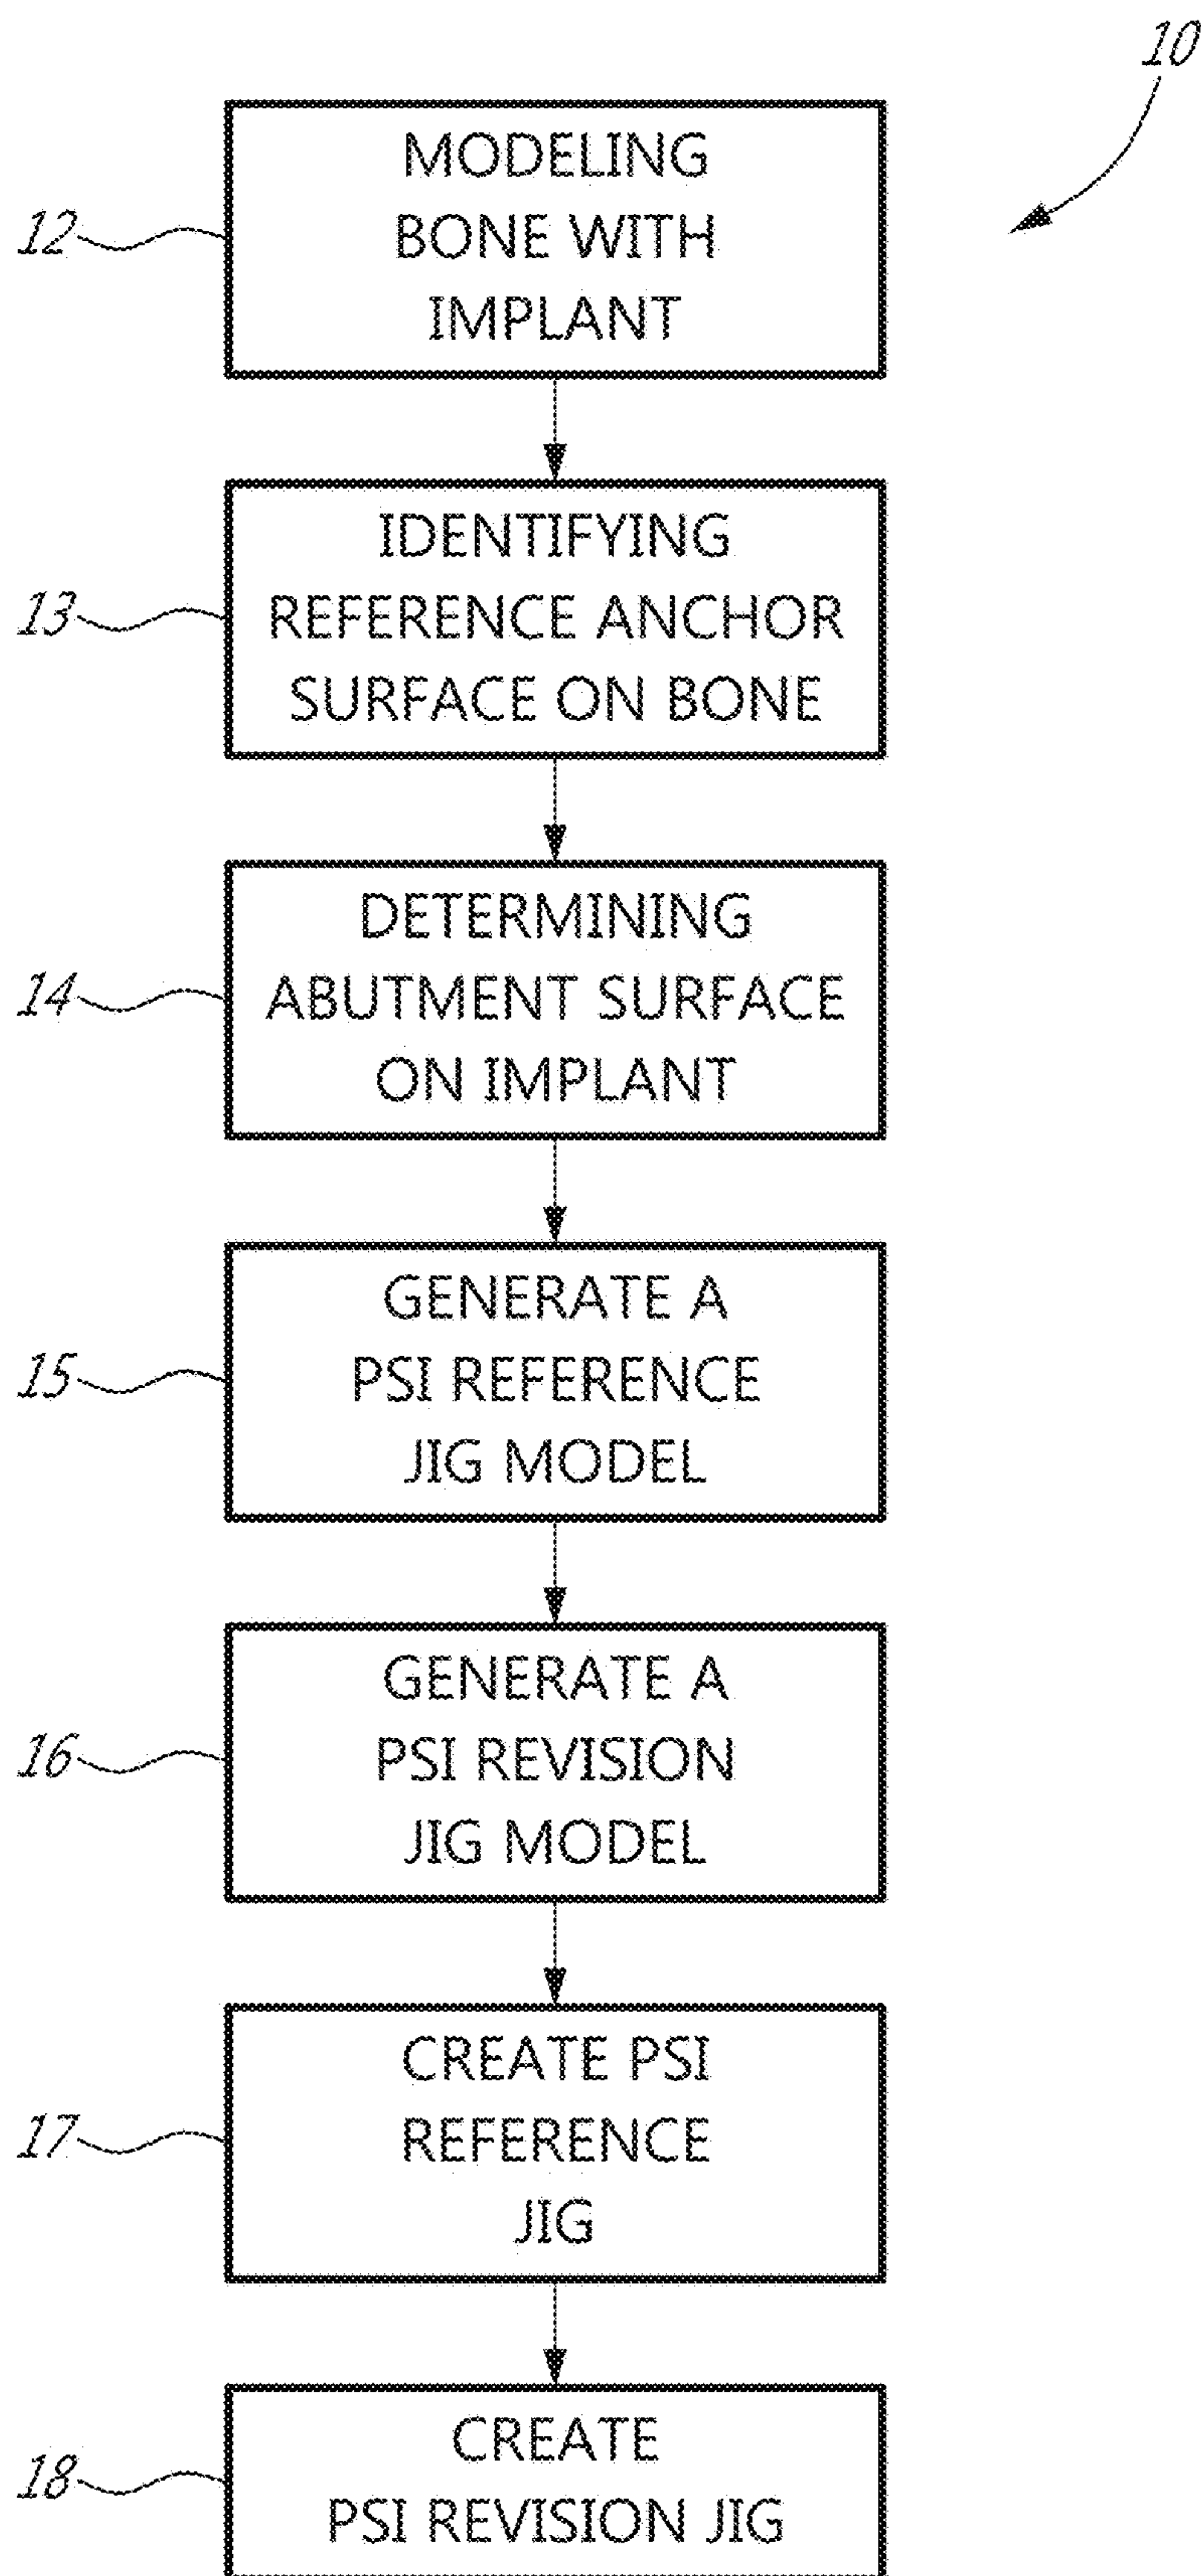 10
12
MODELING
BONE WITH
IMPLANT
13
IDENTIFYING
REFERENCE ANCHOR
SURFACE ON BONE
14
DETERMINING
ABUTMENT SURFACE
ON IMPLANT
15
GENERATE A
PSI REFERENCE
JIG MODEL
16
GENERATE A
PSI REVISION
JIG MODEL
17
CREATE PSI
REFERENCE
JIG
18
CREATE
PSI REVISION JIG